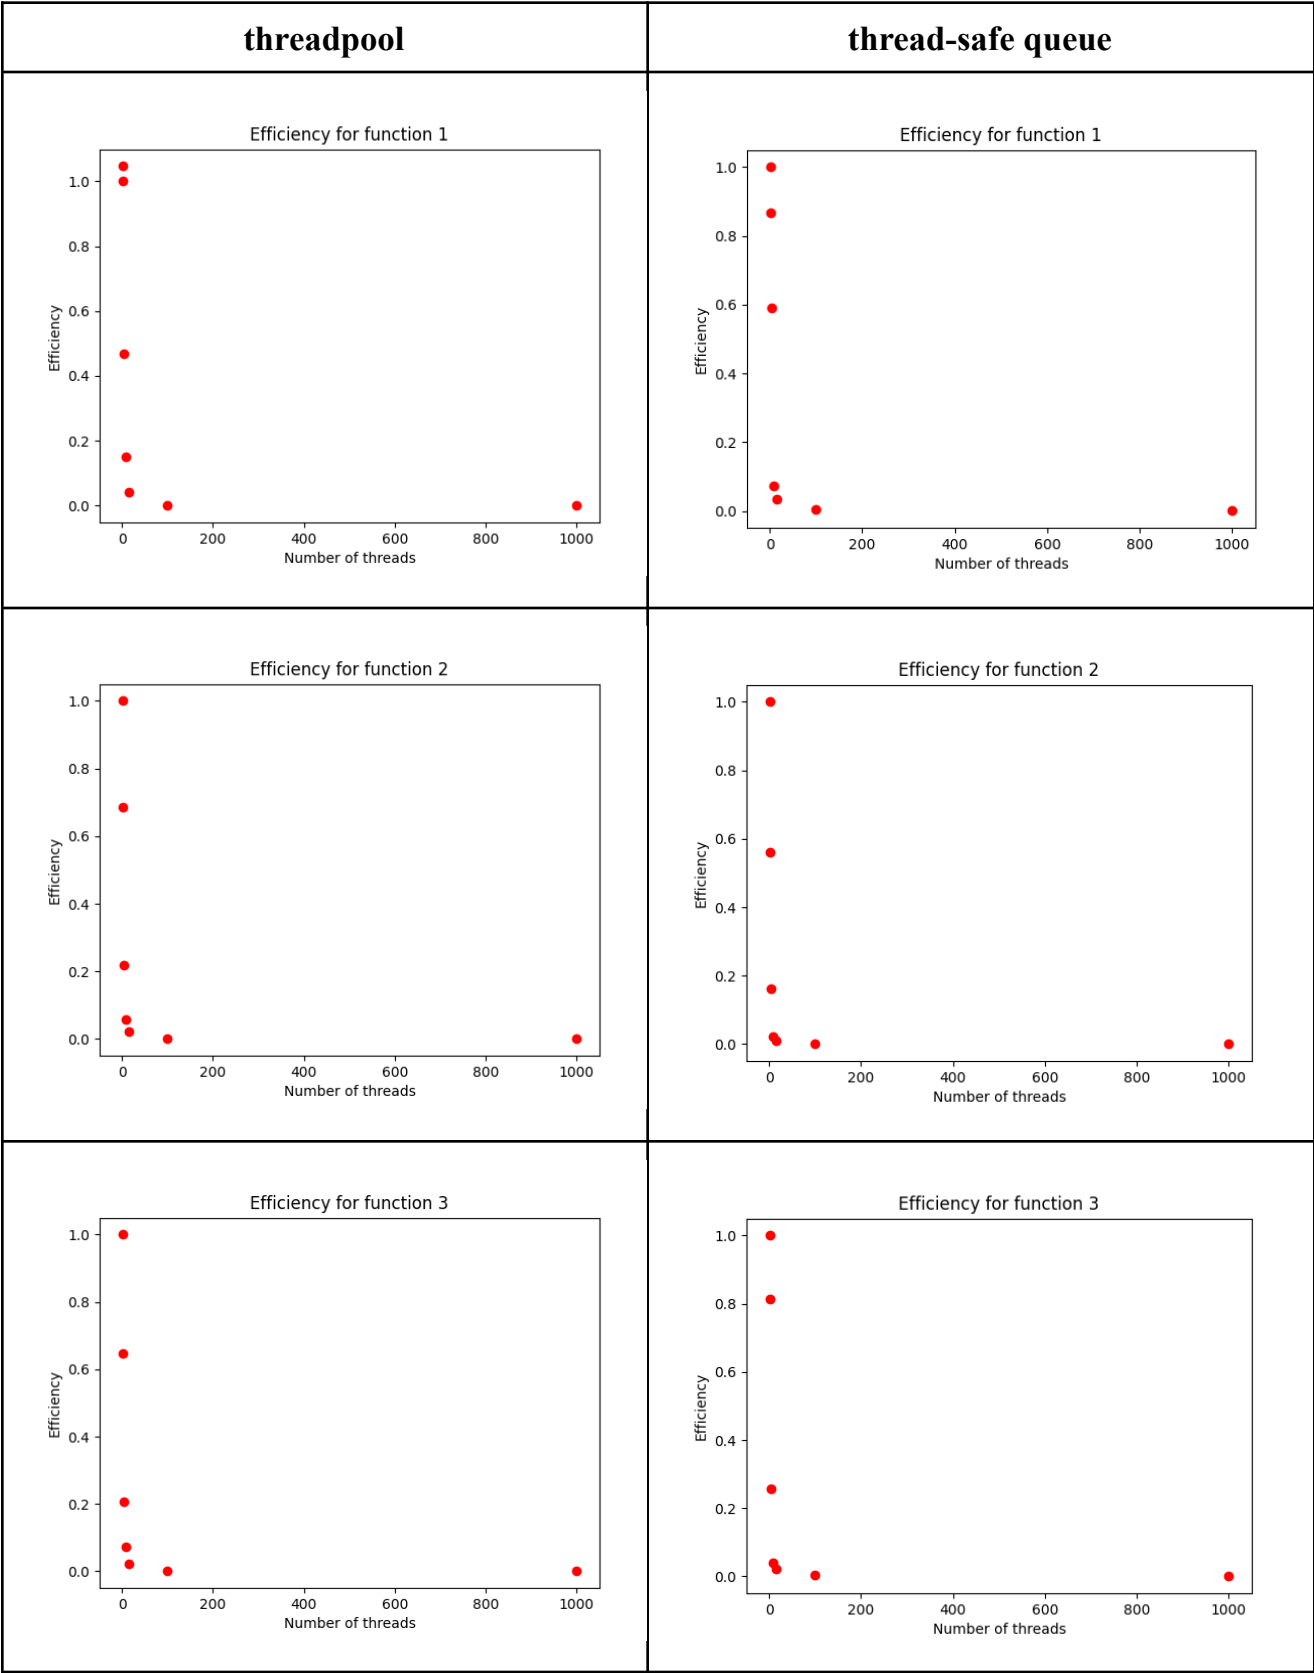 threadpool
thread-safe queue
Efficiency for function 1
1.0
0.8
0.6
0.4
0.2
0.0
Efficiency
0 200 400 600 800 1000
Number of threads
Efficiency for function 1
1.0
0.8
0.6
0.4
0.2
0.0
Efficiency
0 200 400 600 800 1000
Number of threads
Efficiency for function 2
1.0
0.8
0.6
0.4
0.2
0.0
Efficiency
0 200 400 600 800 1000
Number of threads
Efficiency for function 2
1.0
0.8
0.6
0.4
0.2
0.0
Efficiency
0 200 400 600 800 1000
Number of threads
Efficiency for function 3
1.0
0.8
0.6
0.4
0.2
0.0
Efficiency
0 200 400 600 800 1000
Number of threads
Efficiency for function 3
1.0
0.8
0.6
0.4
0.2
0.0
Efficiency
0 200 400 600 800 1000
Number of threads